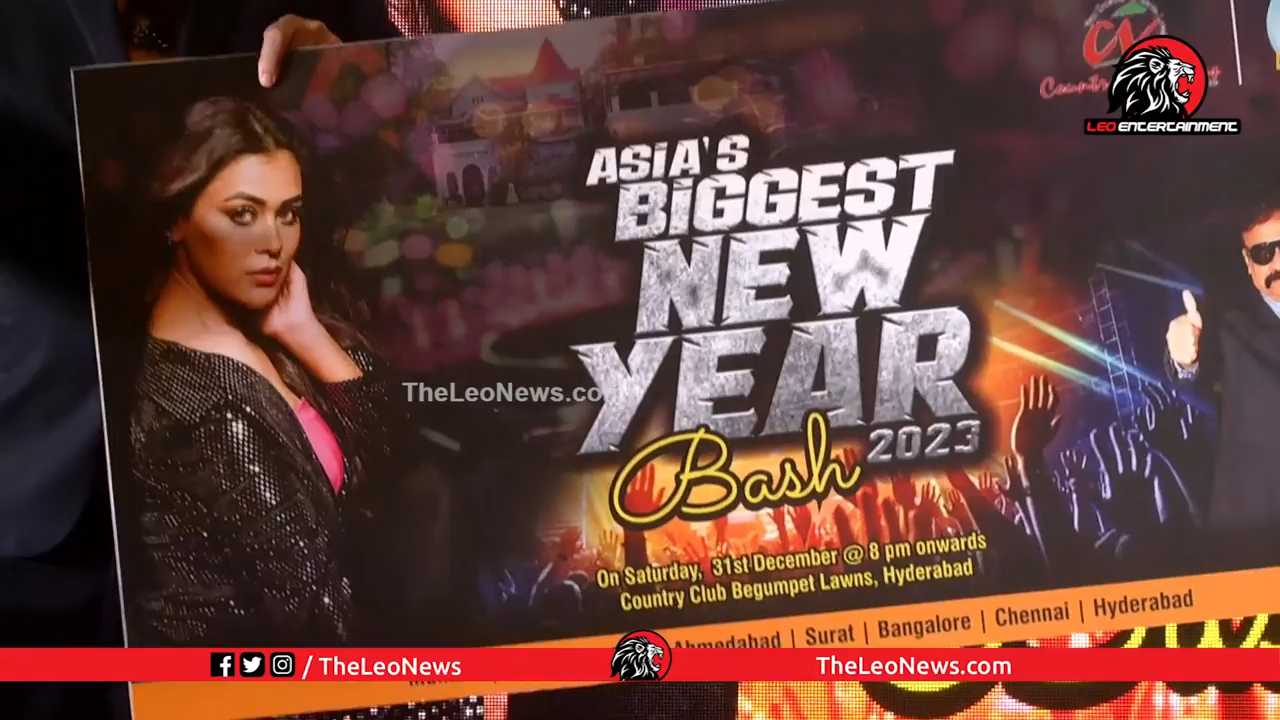 CV
LEO ENTERTAINMENT
ASIA'S
BIGGEST
NEW
YEAR
Bash 2023
TheLeoNews.co
On Saturday, 31st December @ 8 pm onwards
Country Club Begumpet Lawns, Hyderabad
Ahmedabad | Surat | Bangalore | Chennai | Hyderabad
/TheLeoNews
TheLeoNews.com